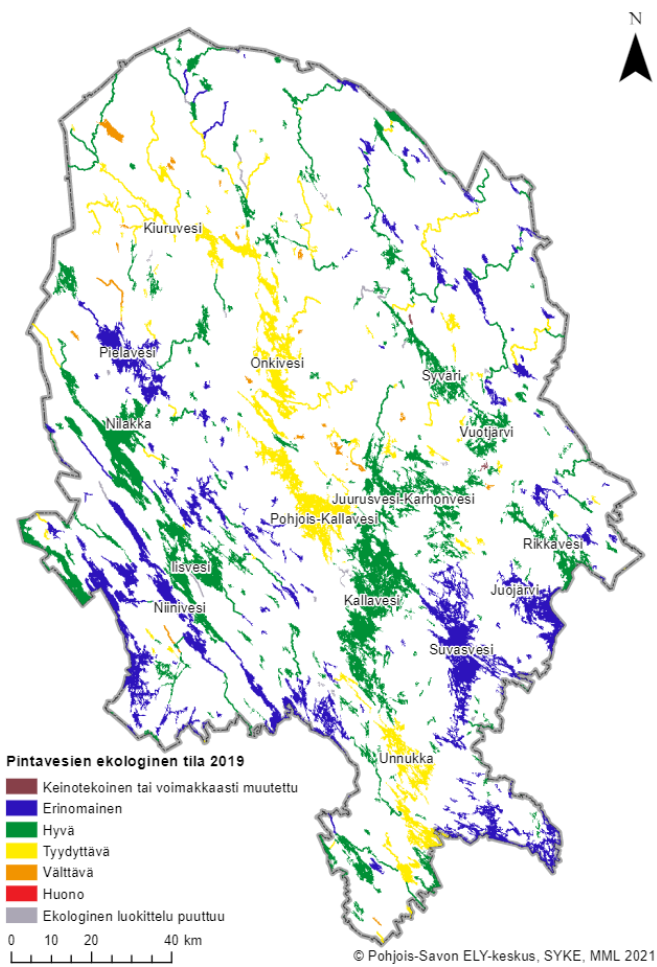 N
Kiuruvesi
Pielavesi
Onkivesi
Syväri
Nilakka
Vuotjärvi
Juurusvesi-Karhonvesi
Pohjois-Kallavesi
Rikkavesi
Iisvesi
Juojärvi
Kallavesi
Niinivesi
Suvasvesi
Unnukka
Pintavesien ekologinen tila 2019
Keinotekoinen tai voimakkaasti muutettu
Erinomainen
Hyvä
Tyydyttävä
Välttävä
Huono
Ekologinen luokittelu puuttuu
0 10 20 40 km
© Pohjois-Savon ELY-keskus, SYKE, MML 2021